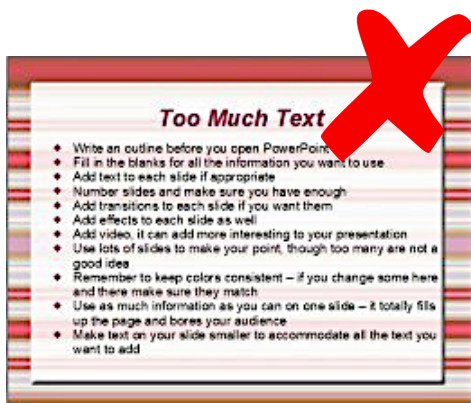 Too Much Text
Write an outline before you open PowerPoint
Fill in the blanks for all the information you want to use
Add text to each slide if appropriate
Number slides and make sure you have enough
Add transitions to each slide if you want them
Add effects to each slide as well
Add video, it can add more interesting to your presentation
Use lots of slides to make your point, though too many are not a
good idea
Remember to keep colors consistent – if you change some here
and there make sure they match
Use as much information as you can on one slide – it totally fills
up the page and bores your audience
Make text on your slide smaller to accommodate all the text you
want to add